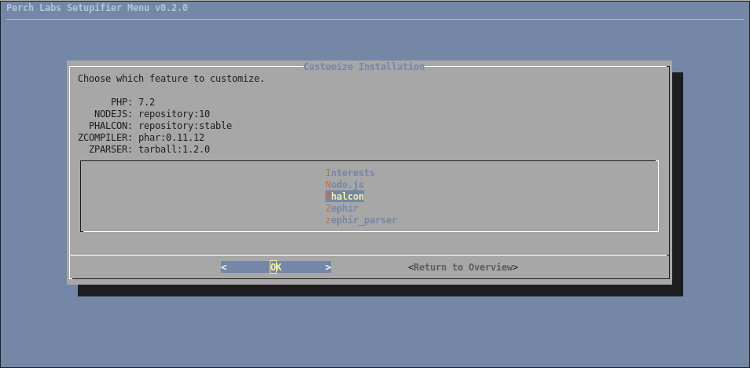 Perch Labs Setupifier Menu v0.2.0
Customize Installation
Choose which feature to customize.
PHP: 7.2
NODEJS: repository:10
PHALCON: repository:stable
ZCOMPILER: phar:0.11.12
ZPARSER: tarball:1.2.0
Interests
Node.js
Phalcon
Zephir
zephir_parser
< OK > <Return to Overview>